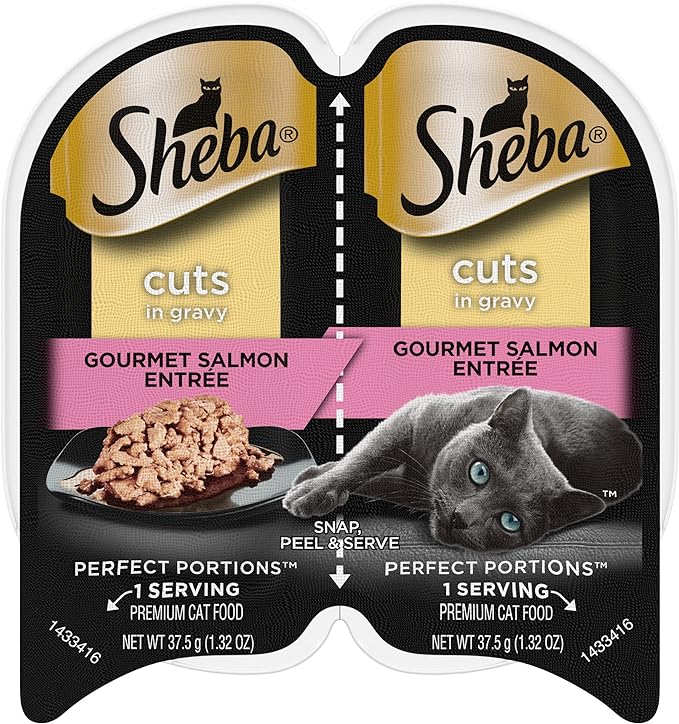 Sheba®
cuts
in gravy
GOURMET SALMON
ENTRÉE
SNAP,
PEEL & SERVE
PERFECT PORTIONS™
1 SERVING
PREMIUM CAT FOOD
NET WT 37.5 g (1.32 OZ)
1433416
Sheba®
cuts
in gravy
GOURMET SALMON
ENTRÉE
™
PERFECT PORTIONS™
1 SERVING
PREMIUM CAT FOOD
NET WT 37.5 g (1.32 OZ)
1433416